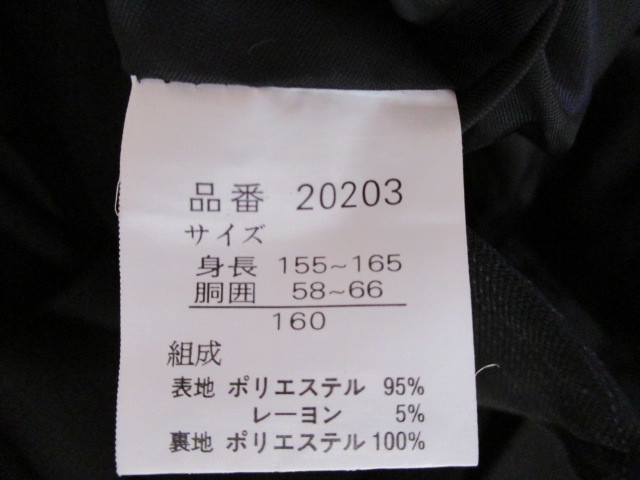 品番 20203
サイズ
身長 155~165
胴囲 58~66
160
組成
表地 ポリエステル 95%
レーヨン 5%
裏地 ポリエステル 100%